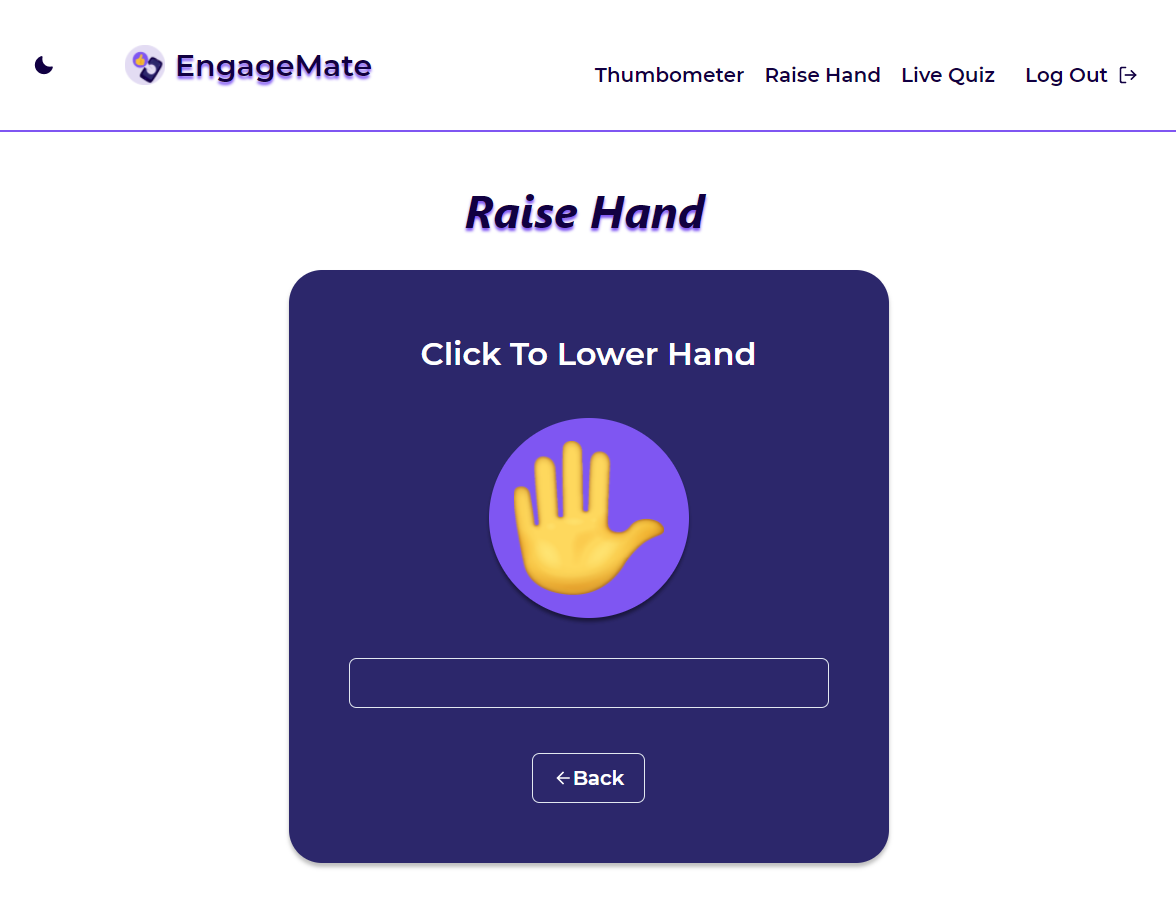 EngageMate
Thumbometer Raise Hand Live Quiz Log Out
Raise Hand
Click To Lower Hand
Back